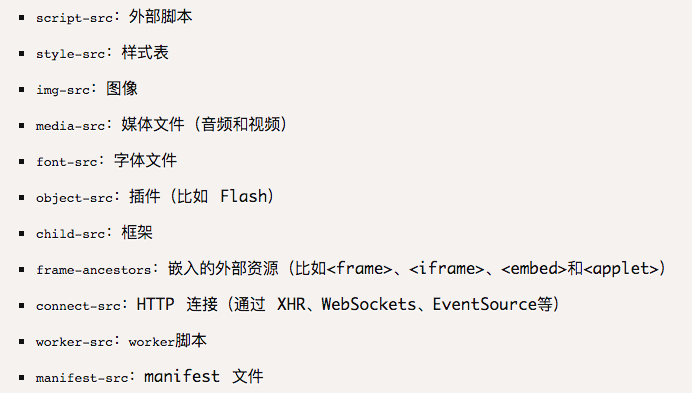 script-src：外部脚本
style-src：样式表
img-src：图像
media-src：媒体文件（音频和视频）
font-src：字体文件
object-src：插件（比如 Flash）
child-src：框架
frame-ancestors：嵌入的外部资源（比如<frame>、<iframe>、<embed>和<applet>）
connect-src：HTTP 连接（通过 XHR、WebSockets、EventSource等）
worker-src：worker脚本
manifest-src：manifest 文件